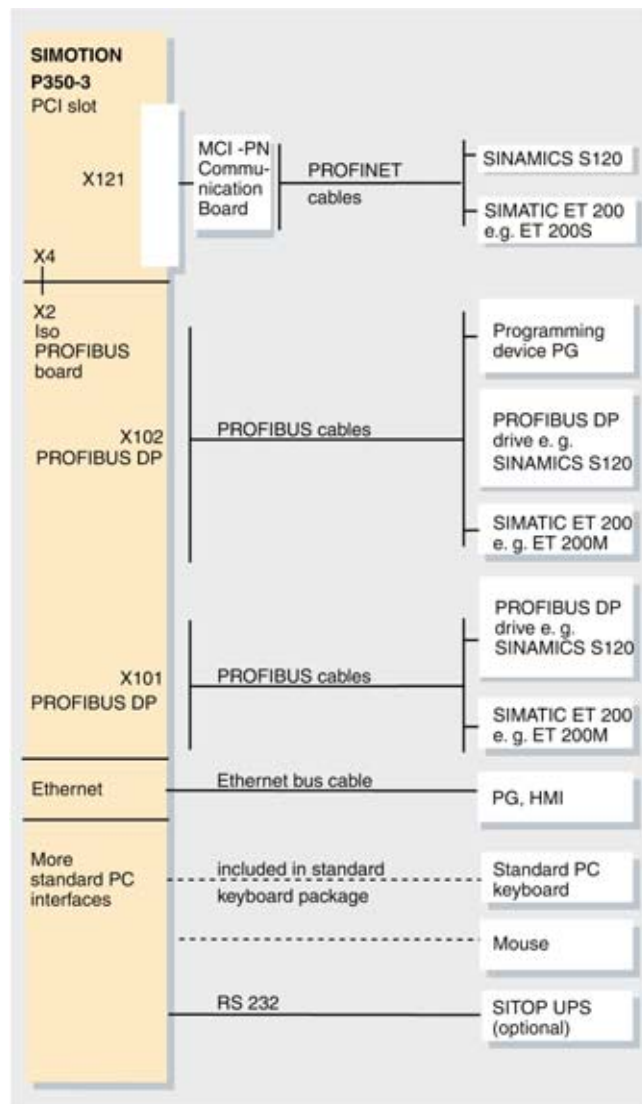 SIMOTION
P350-3
PCI slot
X121
MCI -PN
Commu-
nication
Board
PROFINET
cables
SINAMICS S120
SIMATIC ET 200
e.g. ET 200S
X4
X2
Iso
PROFIBUS
board
X102
PROFIBUS DP
PROFIBUS cables
Programming
device PG
PROFIBUS DP
drive e. g.
SINAMICS S120
SIMATIC ET 200
e. g. ET 200M
X101
PROFIBUS DP
PROFIBUS cables
PROFIBUS DP
drive e. g.
SINAMICS S120
SIMATIC ET 200
e. g. ET 200M
Ethernet
Ethernet bus cable
PG, HMI
More
standard PC
interfaces
included in standard
keyboard package
Standard PC
keyboard
Mouse
RS 232
SITOP UPS
(optional)